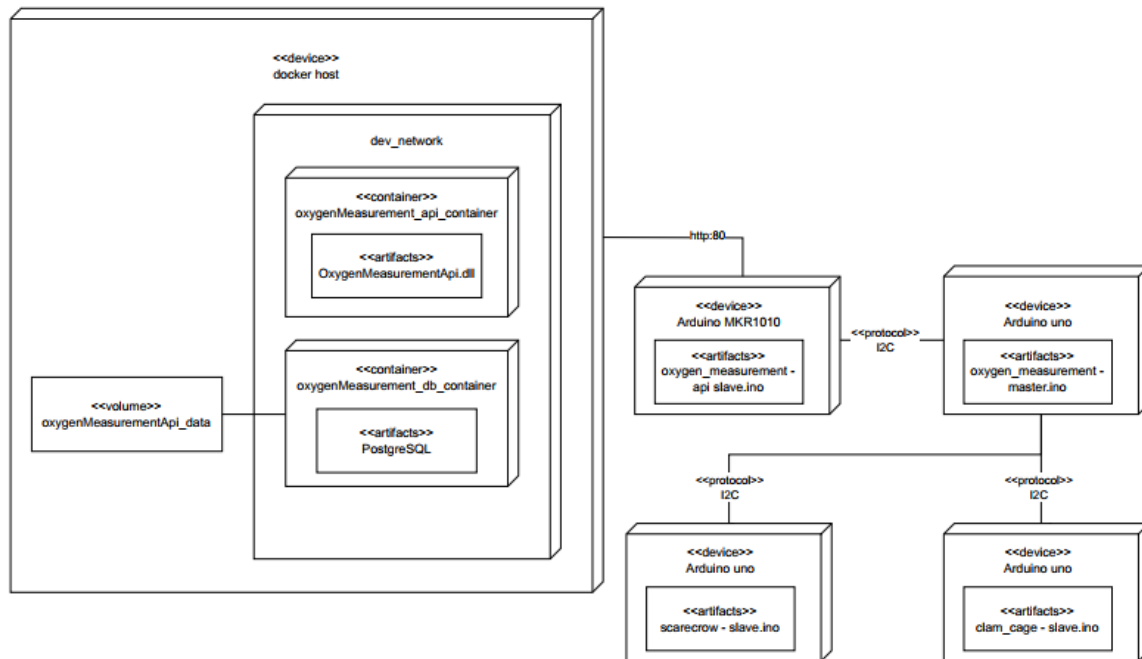 <<device>>
docker host
dev_network
<<container>>
oxygenMeasurement_api_container
<<artifacts>>
OxygenMeasurementApi.dll
<<container>>
oxygenMeasurement_db_container
<<artifacts>>
PostgreSQL
<<volume>>
oxygenMeasurementApi_data
http:80
<<device>>
Arduino MKR1010
<<artifacts>>
oxygen_measurement -
api slave.ino
<<protocol>>
I2C
<<device>>
Arduino uno
<<artifacts>>
oxygen_measurement -
master.ino
<<protocol>>
I2C
<<protocol>>
I2C
<<device>>
Arduino uno
<<artifacts>>
scarecrow - slave.ino
<<device>>
Arduino uno
<<artifacts>>
clam_cage - slave.ino